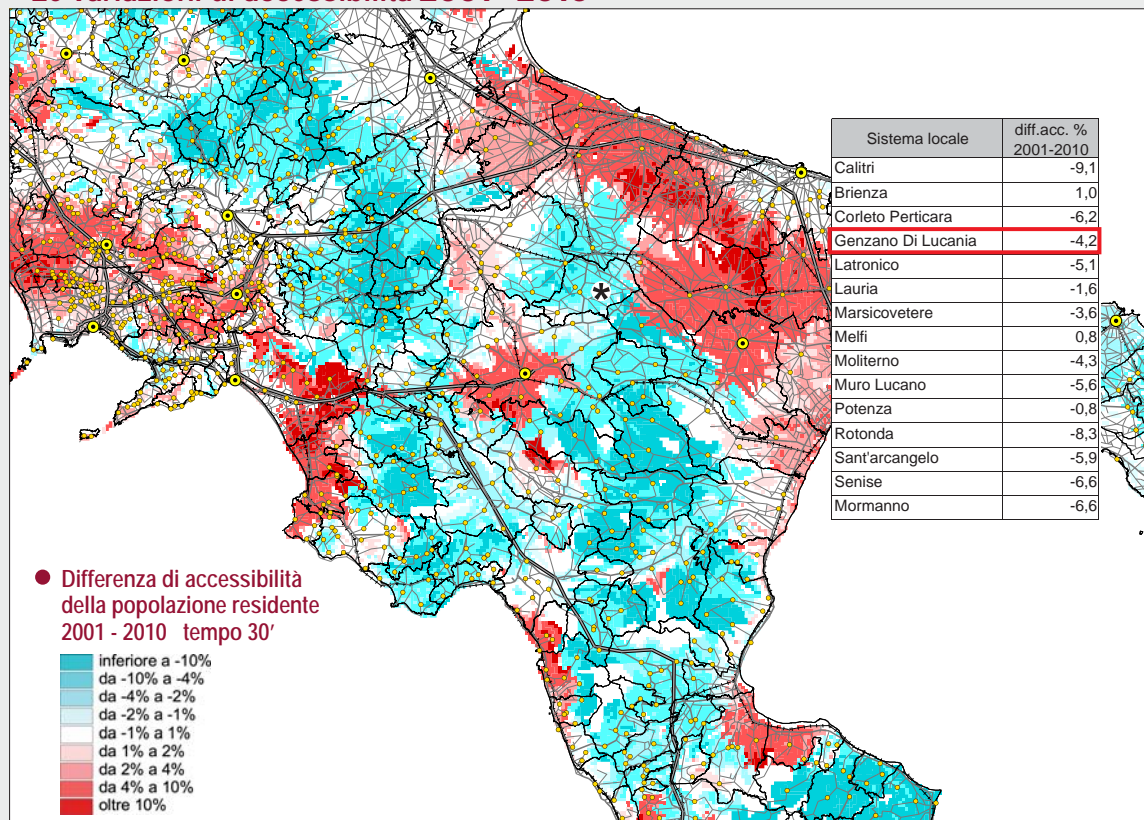 Sistema locale diff.acc. %
2001-2010
Calitri -9,1
Brienza 1,0
Corleto Perticara -6,2
Genzano Di Lucania -4,2
Latronico -5,1
Lauria -1,6
Marsicovetere -3,6
Melfi 0,8
Moliterno -4,3
Muro Lucano -5,6
Potenza -0,8
Rotonda -8,3
Sant'arcangelo -5,9
Senise -6,6
Mormanno -6,6
*
● Differenza di accessibilità
della popolazione residente
2001 - 2010 tempo 30'
inferiore a -10%
da -10% a -4%
da -4% a -2%
da -2% a -1%
da -1% a 1%
da 1% a 2%
da 2% a 4%
da 4% a 10%
oltre 10%